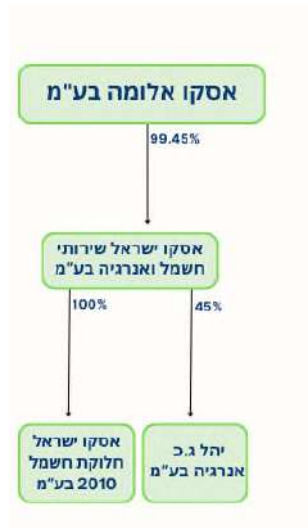 אסקו אלומה בע"מ
99.45%
אסקו ישראל שירותי
חשמל ואנרגיה בע"מ
100%
45%
אסקו ישראל
חלוקת חשמל
2010 בע"מ
יהל ג.כ
אנרגיה בע"מ